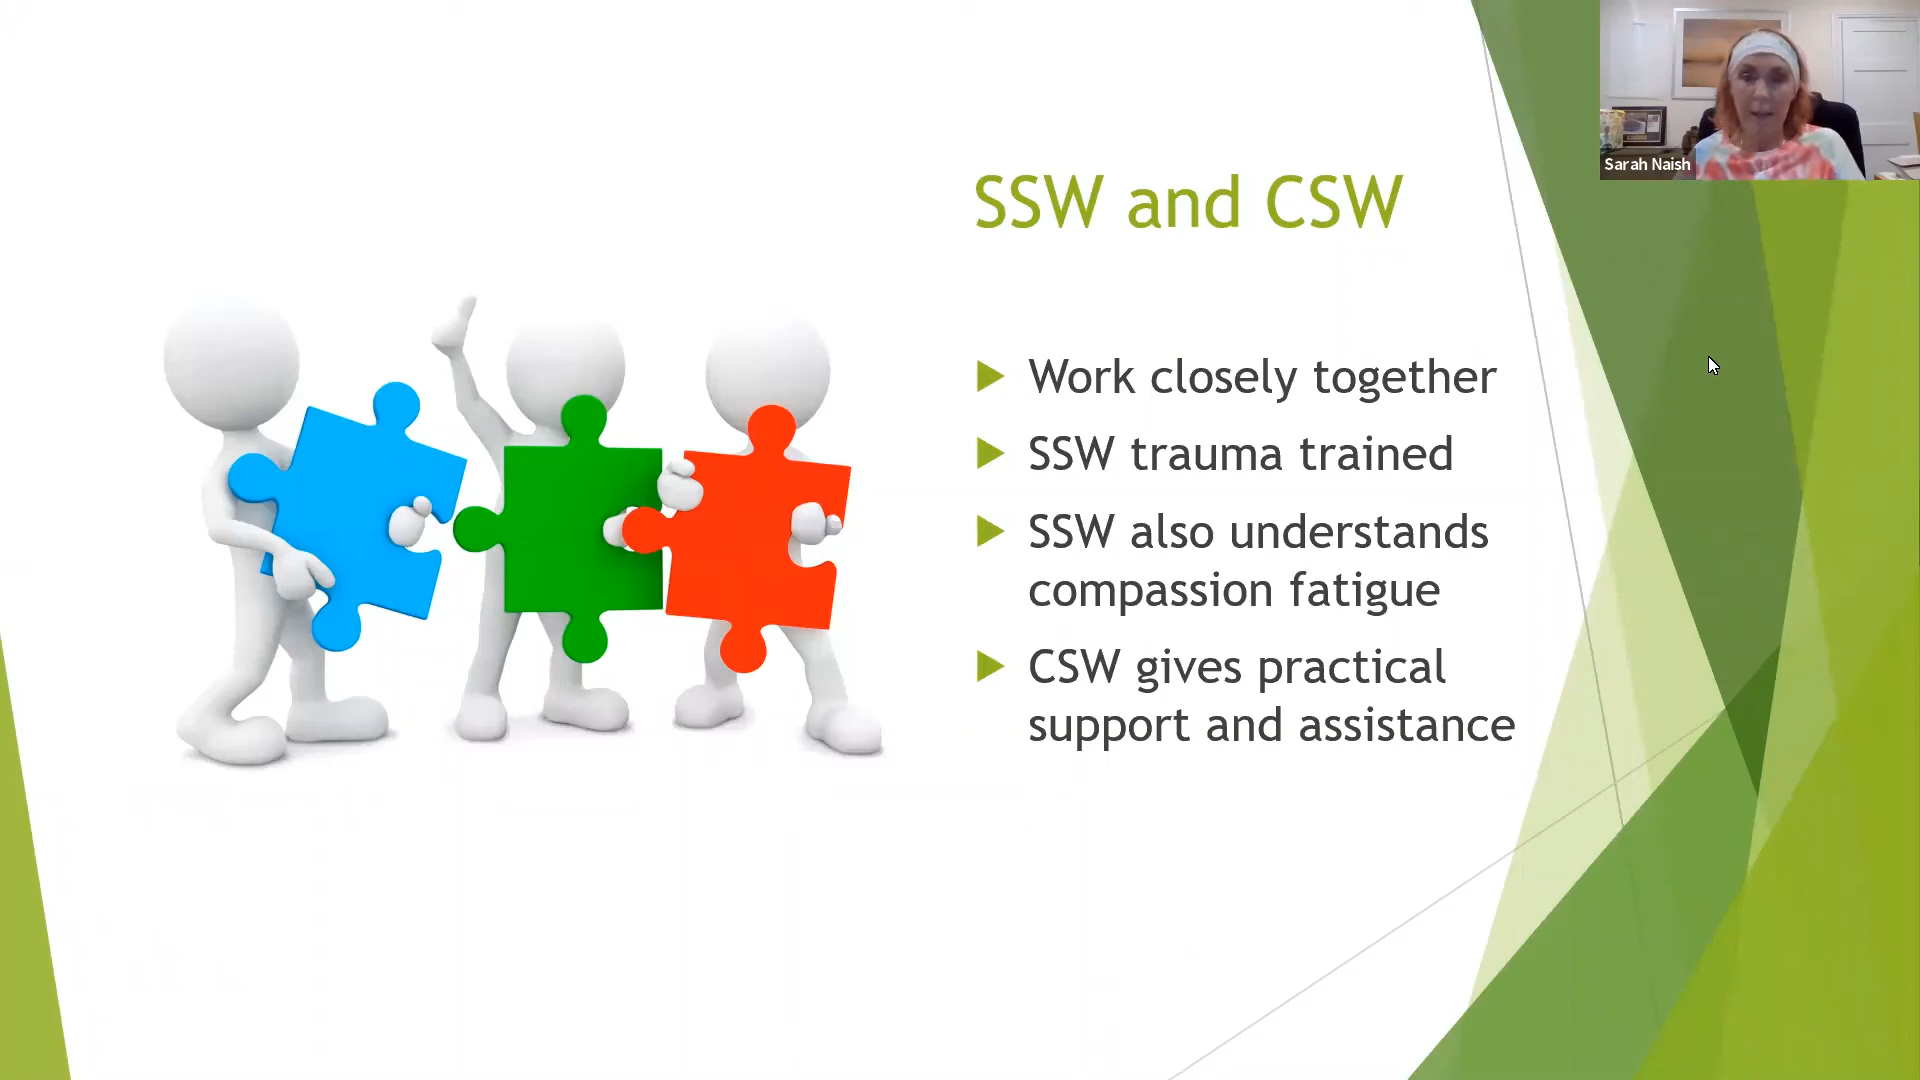 Sarah Naish
SSW and CSW
Work closely together
SSW trauma trained
SSW also understands
compassion fatigue
CSW gives practical
support and assistance